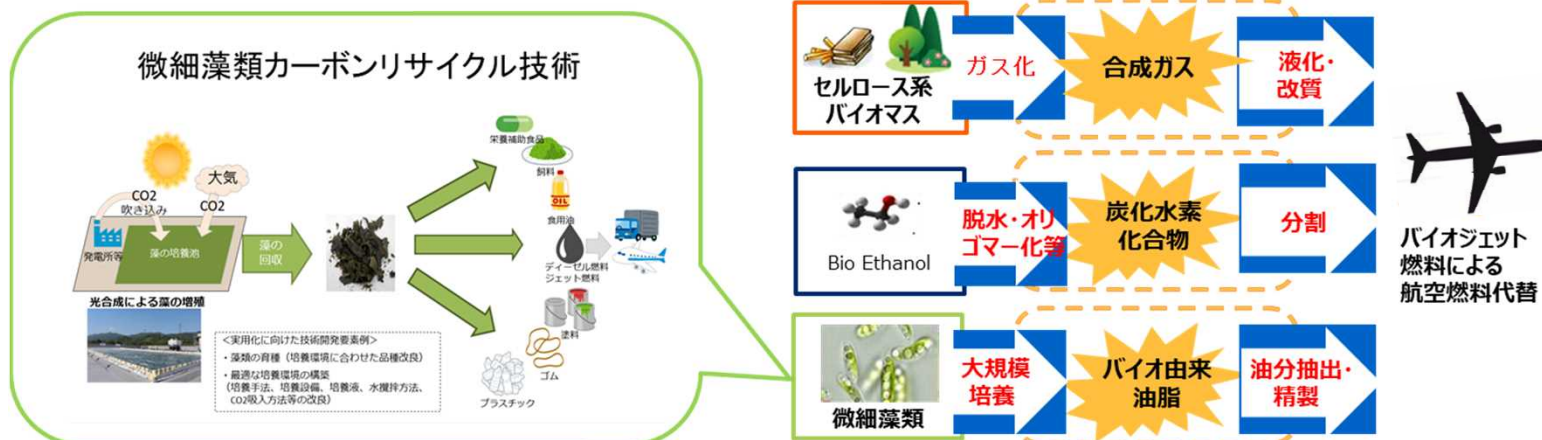 微細藻類カーボンリサイクル技術
大気
CO2
吹き込み
CO2
発電所等
藻の培養池
藻の
回収
光合成による藻の増殖
栄養補助食品
飼料
OIL
食用油
ディーゼル燃料
ジェット燃料
塗料
ゴム
プラスチック
<実用化に向けた技術開発要素例>
・藻類の育種（培養環境に合わせた品種改良）
・最適な培養環境の構築
（培養手法、培養設備、培養液、水攪拌方法、
CO2吸入方法等の改良）
セルロース系
バイオマス
ガス化
合成ガス
液化・
改質
Bio Ethanol
脱水・オリ
ゴマー化等
炭化水素
化合物
分割
微細藻類
大規模
培養
バイオ由来
油脂
油分抽出・
精製
バイオジェット
燃料による
航空燃料代替